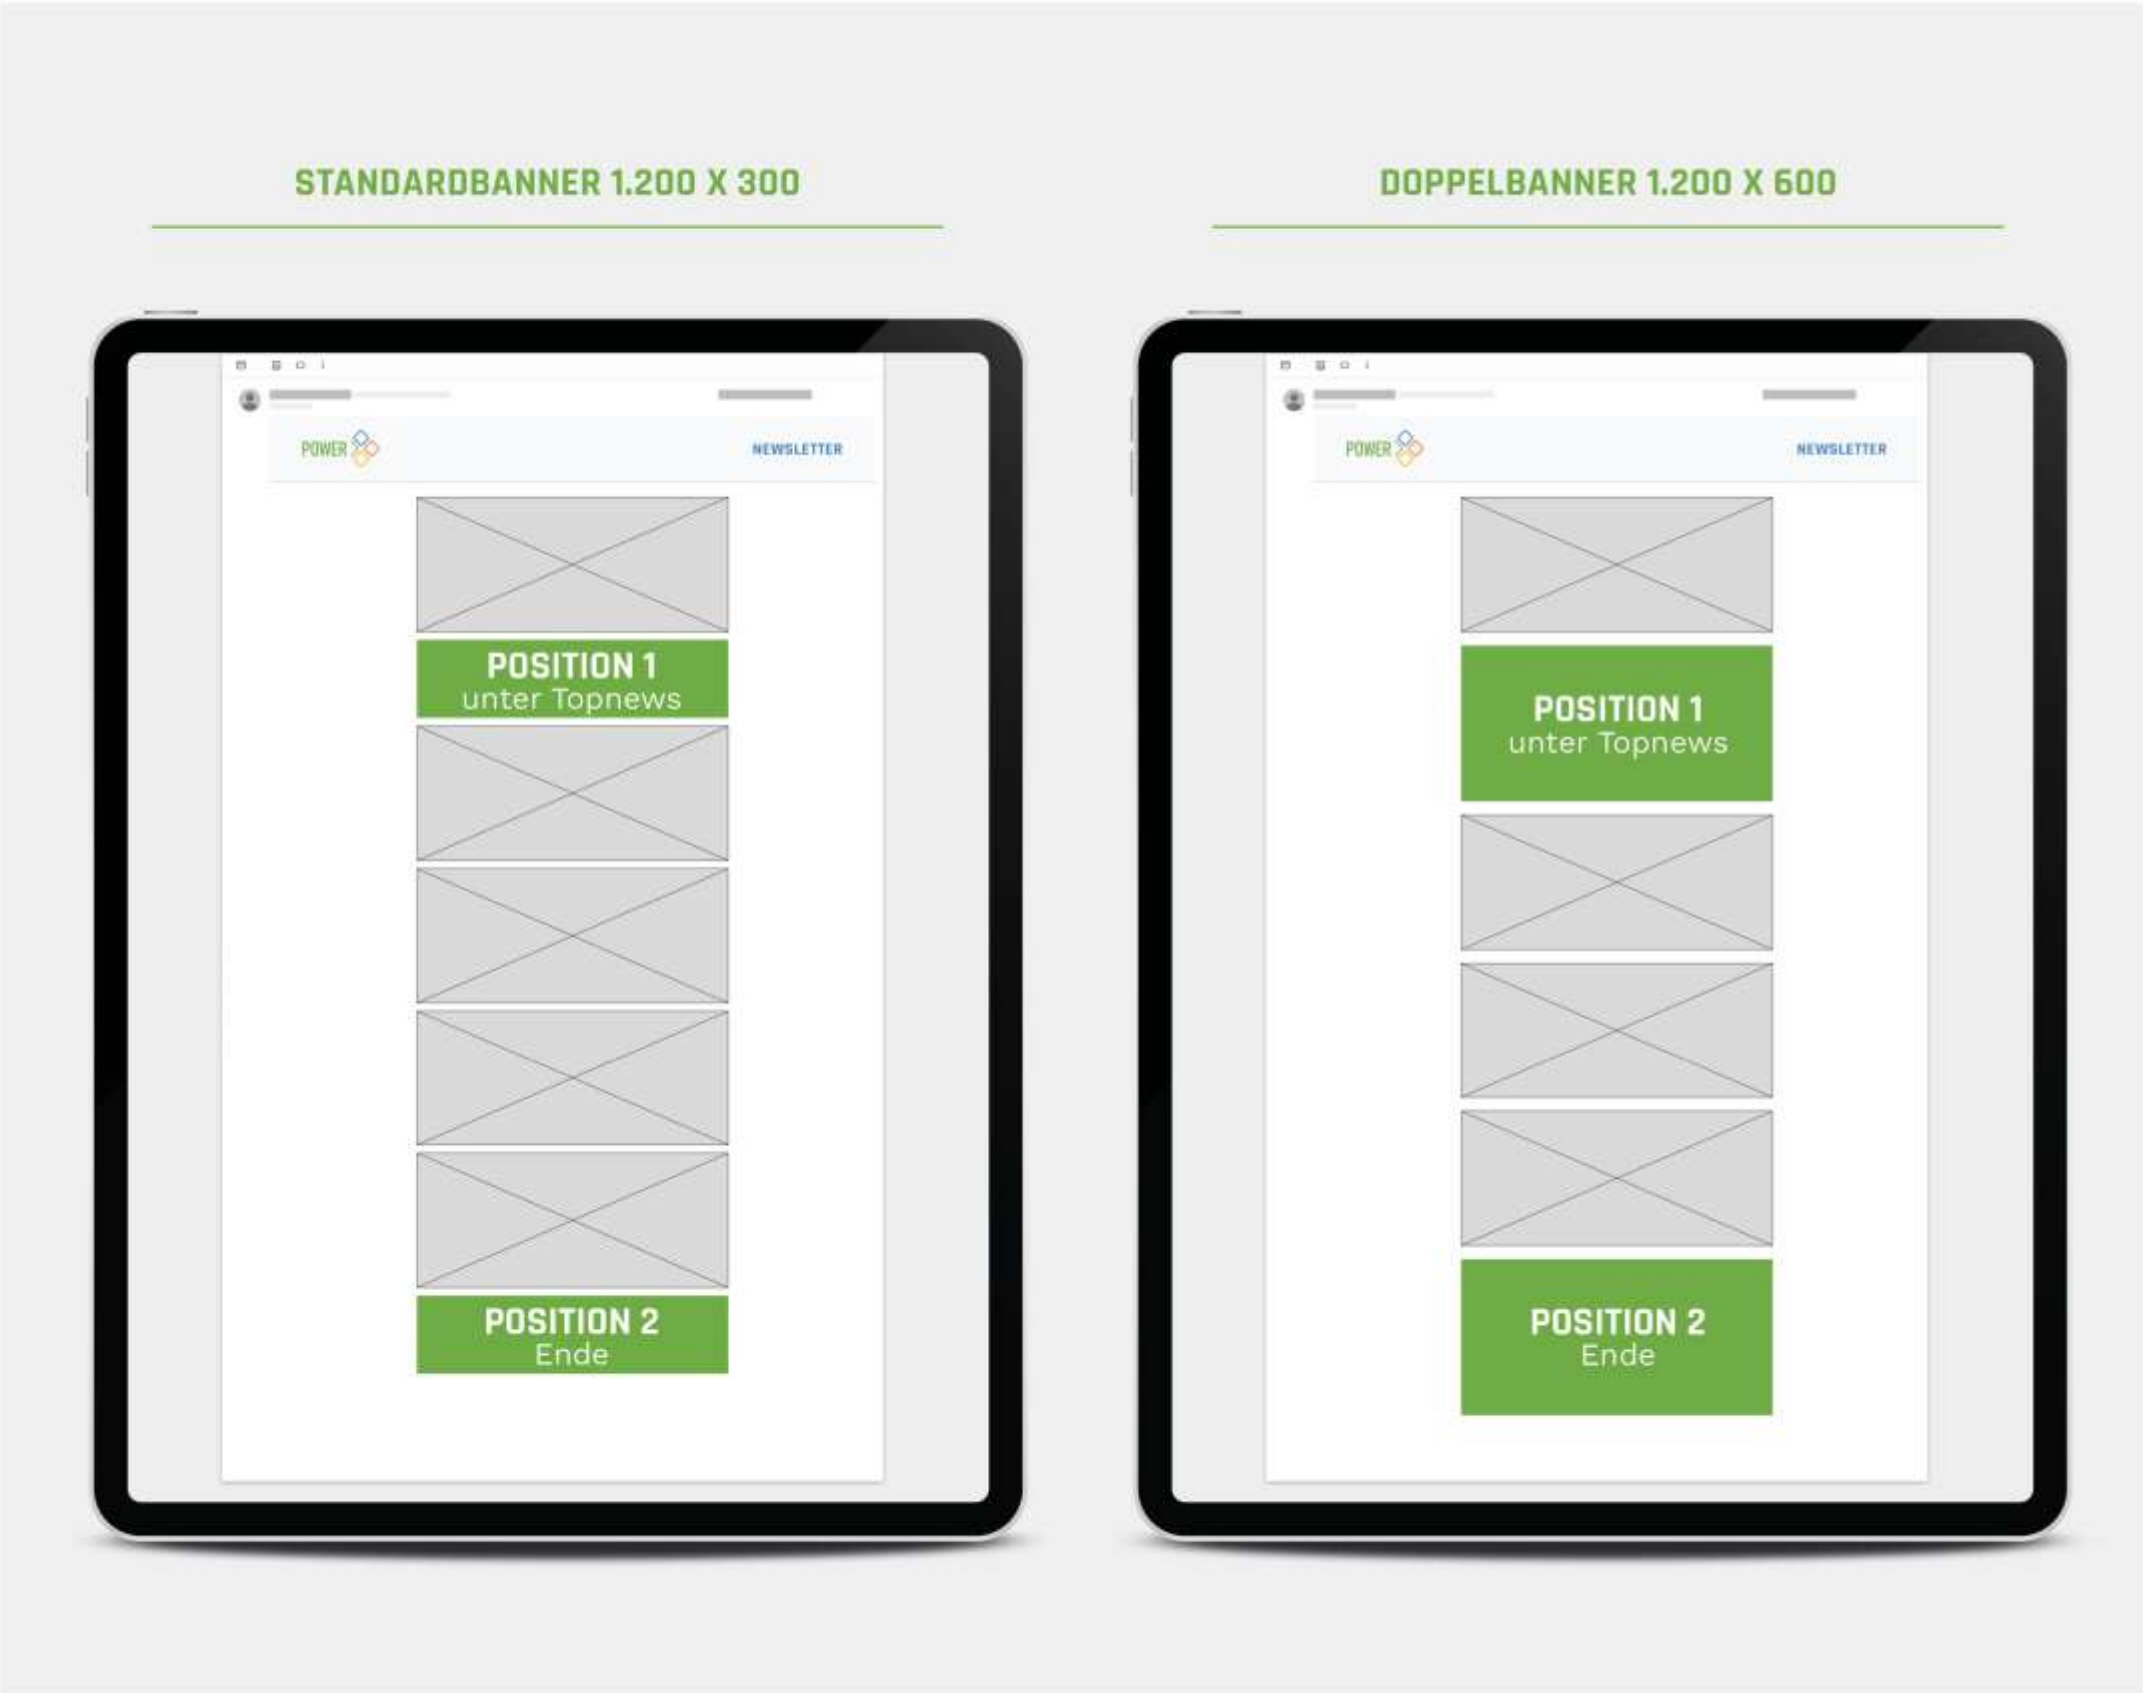 STANDARDBANNER 1.200 X 300
POWER
NEWSLETTER
POSITION 1
unter Topnews
POSITION 2
Ende
DOPPELBANNER 1.200 X 600
POWER
NEWSLETTER
POSITION 1
unter Topnews
POSITION 2
Ende